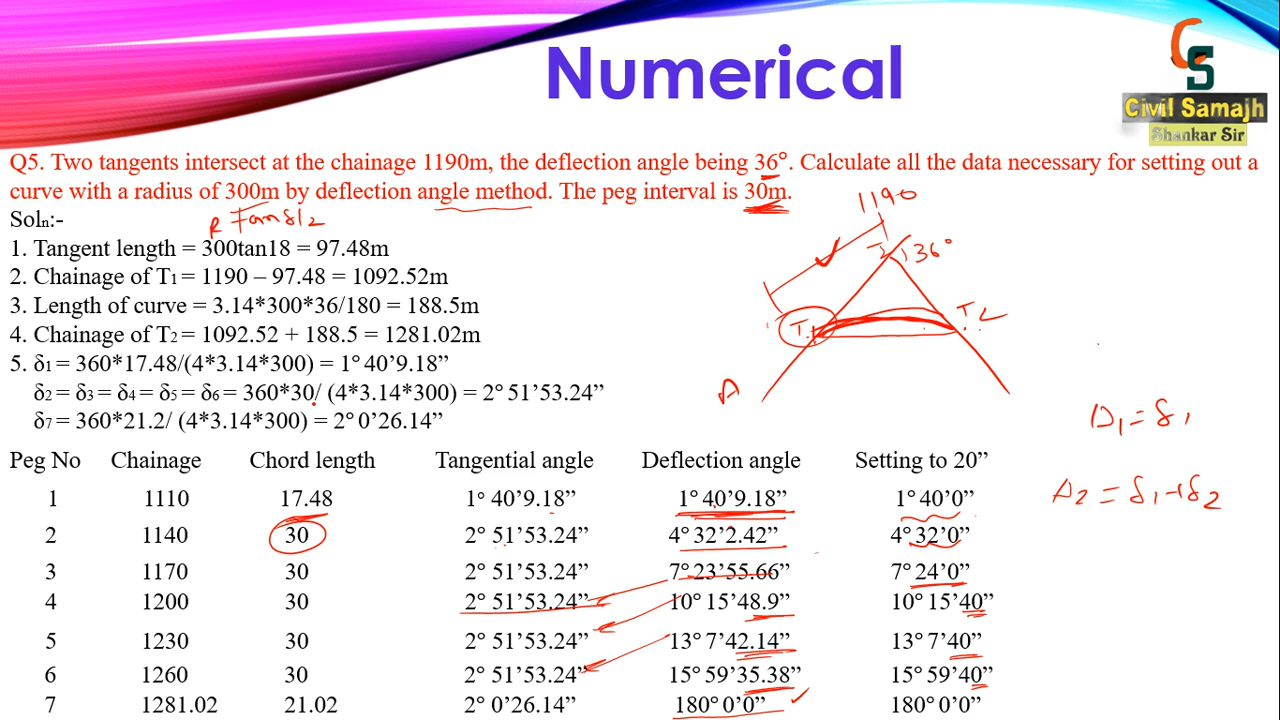 Numerical
CS
Civil Samajh
Shankar Sir
Q5. Two tangents intersect at the chainage 1190m, the deflection angle being 36°. Calculate all the data necessary for setting out a
curve with a radius of 300m by deflection angle method. The peg interval is 30m.
Soln:-
R Tan δ/2
1190
1. Tangent length = 300tan18 = 97.48m
36°
2. Chainage of T1 = 1190 – 97.48 = 1092.52m
3. Length of curve = 3.14*300*36/180 = 188.5m
T1
T2
4. Chainage of T2 = 1092.52 + 188.5 = 1281.02m
5. δ1 = 360*17.48/(4*3.14*300) = 1° 40’9.18”
δ2 = δ3 = δ4 = δ5 = δ6 = 360*30/ (4*3.14*300) = 2° 51’53.24”
A
δ7 = 360*21.2/ (4*3.14*300) = 2° 0’26.14”
Δ1 = δ1
Δ2 = δ1+δ2
Peg No Chainage Chord length Tangential angle Deflection angle Setting to 20”
1 1110 17.48 1° 40’9.18” 1° 40’9.18” 1° 40’0”
2 1140 30 2° 51’53.24” 4° 32’2.42” 4° 32’0”
3 1170 30 2° 51’53.24” 7° 23’55.66” 7° 24’0”
4 1200 30 2° 51’53.24” 10° 15’48.9” 10° 15’40”
5 1230 30 2° 51’53.24” 13° 7’42.14” 13° 7’40”
6 1260 30 2° 51’53.24” 15° 59’35.38” 15° 59’40”
7 1281.02 21.02 2° 0’26.14” 180° 0’0” 180° 0’0”